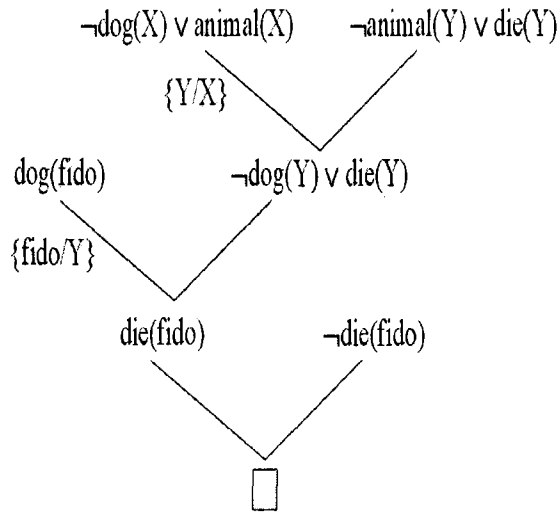 ¬dog(X) ∨ animal(X) ¬animal(Y) ∨ die(Y)
{Y/X}
dog(fido) ¬dog(Y) ∨ die(Y)
{fido/Y}
die(fido) ¬die(fido)